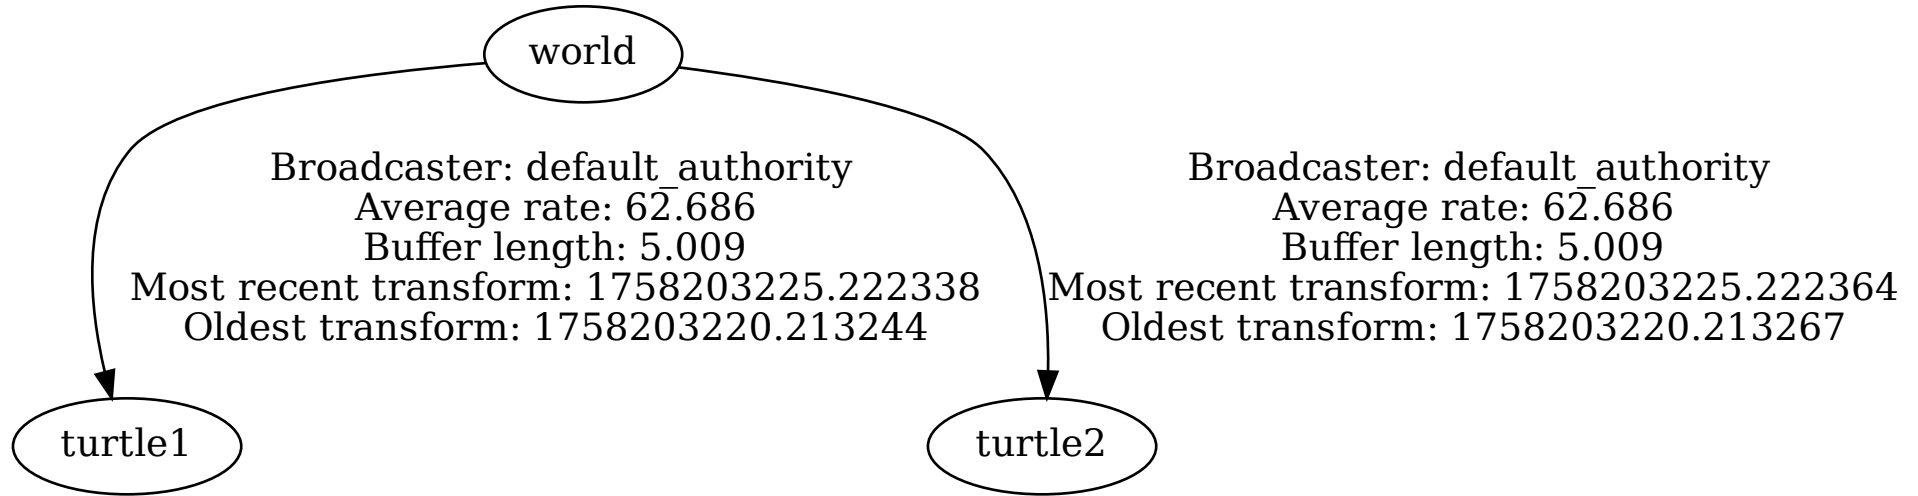 world
Broadcaster: default_authority
Average rate: 62.686
Buffer length: 5.009
Most recent transform: 1758203225.222338
Oldest transform: 1758203220.213244
Broadcaster: default_authority
Average rate: 62.686
Buffer length: 5.009
Most recent transform: 1758203225.222364
Oldest transform: 1758203220.213267
turtle1
turtle2